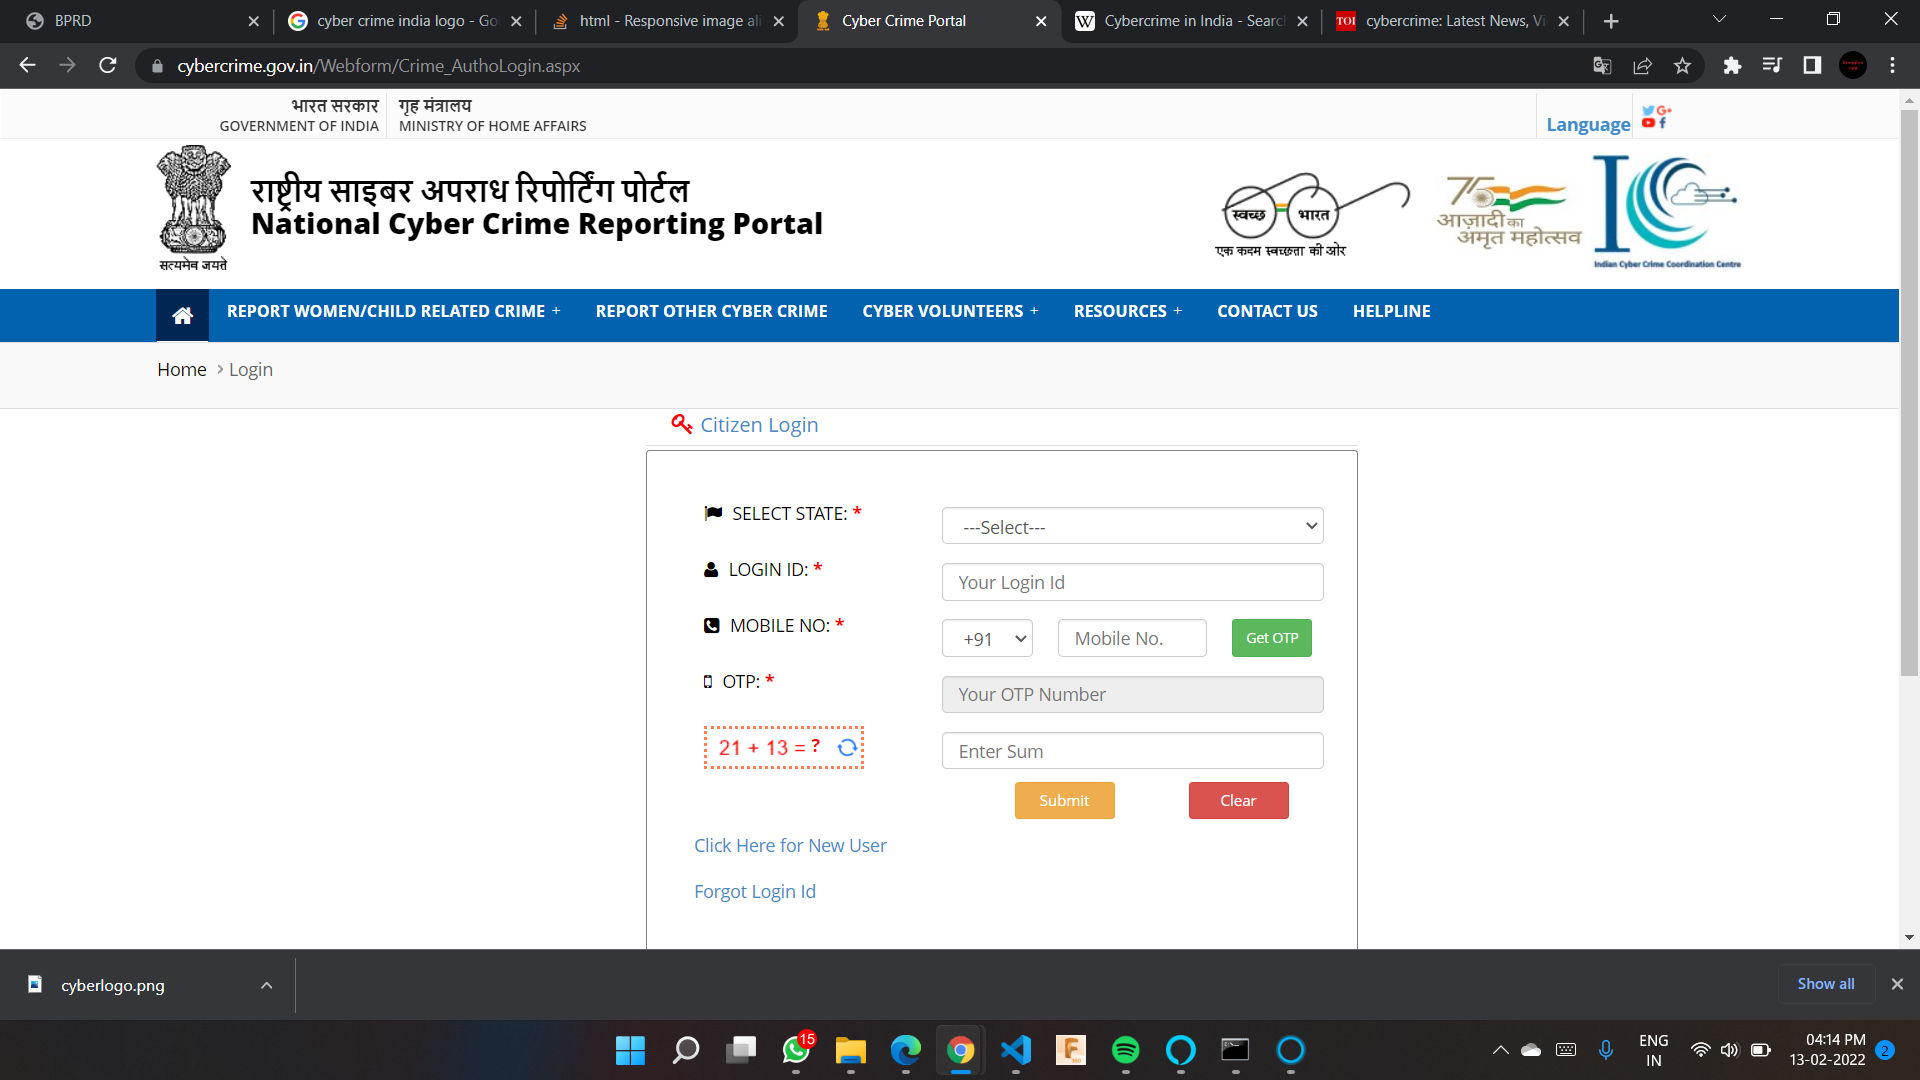 BPRD
cyber crime india logo - Goo
html - Responsive image ali
Cyber Crime Portal
Cybercrime in India - Searc
TOI
cybercrime: Latest News, Vi
cybercrime.gov.in/Webform/Crime_AuthoLogin.aspx
भारत सरकार
गृह मंत्रालय
GOVERNMENT OF INDIA
MINISTRY OF HOME AFFAIRS
Language
राष्ट्रीय साइबर अपराध रिपोर्टिंग पोर्टल
National Cyber Crime Reporting Portal
सत्यमेव जयते
स्वच्छ भारत
एक कदम स्वच्छता की ओर
75
आज़ादी का
अमृत महोत्सव
Indian Cyber Crime Coordination Centre
REPORT WOMEN/CHILD RELATED CRIME +
REPORT OTHER CYBER CRIME
CYBER VOLUNTEERS +
RESOURCES +
CONTACT US
HELPLINE
Home > Login
Citizen Login
SELECT STATE: *
---Select---
LOGIN ID: *
Your Login Id
MOBILE NO: *
+91
Mobile No.
Get OTP
OTP: *
Your OTP Number
21 + 13 = ?
Enter Sum
Submit
Clear
Click Here for New User
Forgot Login Id
cyberlogo.png
Show all
15
ENG
IN
04:14 PM
13-02-2022
2